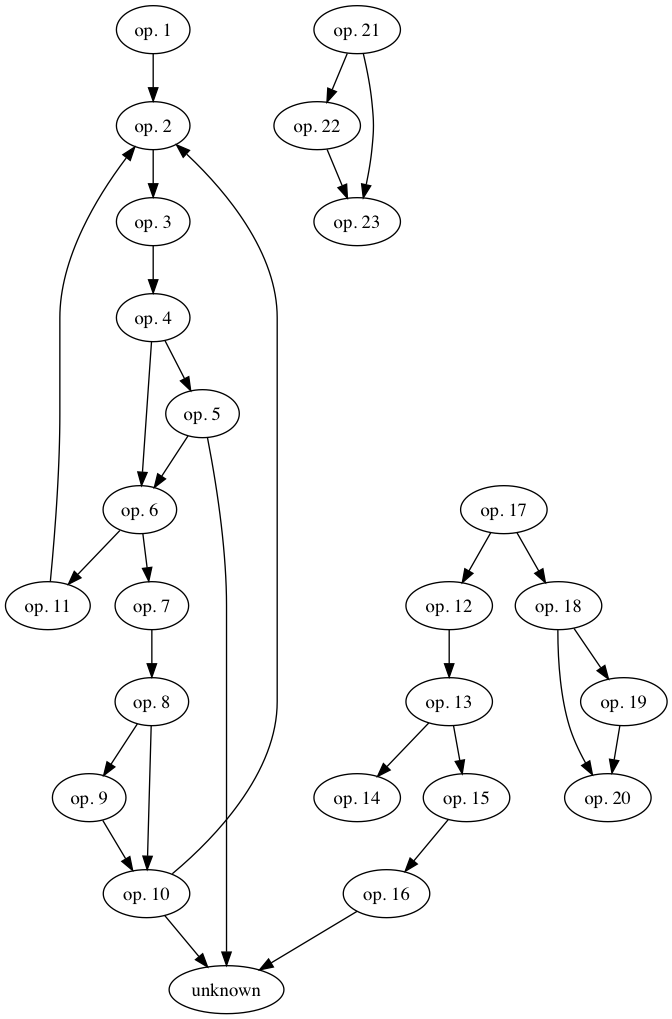 op. 1
op. 21
op. 2
op. 22
op. 3
op. 23
op. 4
op. 5
op. 6
op. 17
op. 11
op. 7
op. 12
op. 18
op. 8
op. 13
op. 19
op. 9
op. 14
op. 15
op. 20
op. 10
op. 16
unknown